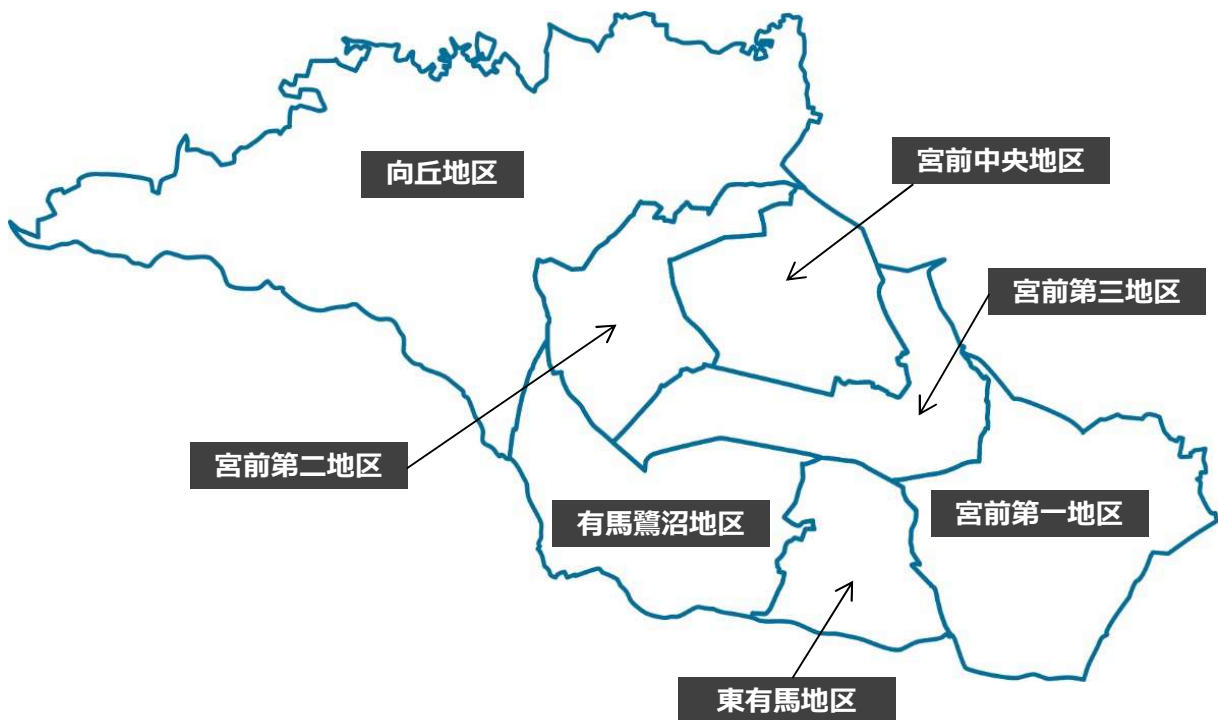 向丘地区
宮前中央地区
宮前第三地区
宮前第二地区
有馬鷺沼地区
宮前第一地区
東有馬地区